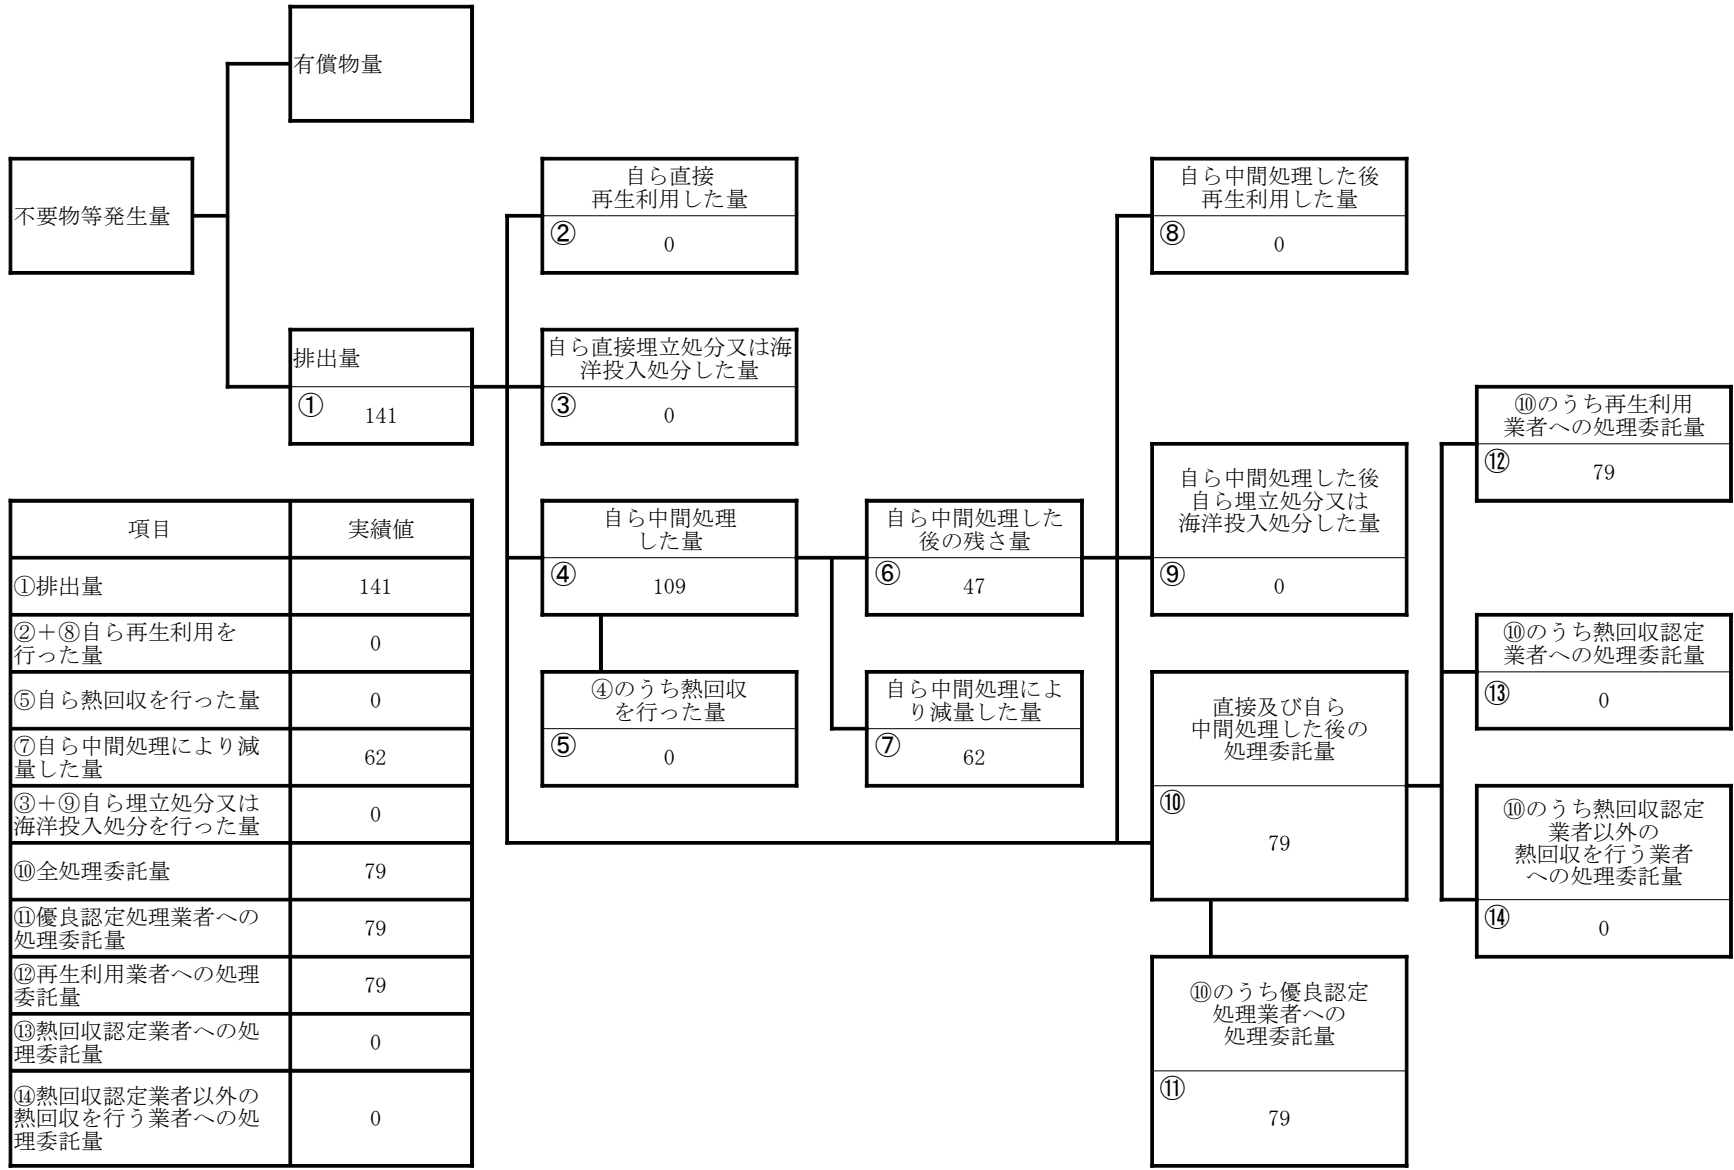 有償物量
不要物等発生量
自ら直接
再生利用した量
②
0
自ら中間処理した後
再生利用した量
⑧
0
排出量
①
141
自ら直接埋立処分又は海
洋投入処分した量
③
0
⑩のうち再生利用
業者への処理委託量
⑫
79
自ら中間処理
した量
④
109
自ら中間処理した
後の残さ量
⑥
47
自ら中間処理した後
自ら埋立処分又は
海洋投入処分した量
⑨
0
⑩のうち熱回収認定
業者への処理委託量
⑬
0
④のうち熱回収
を行った量
⑤
0
自ら中間処理によ
り減量した量
⑦
62
直接及び自ら
中間処理した後の
処理委託量
⑩
79
⑩のうち熱回収認定
業者以外の
熱回収を行う業者
への処理委託量
⑭
0
⑩のうち優良認定
処理業者への
処理委託量
⑪
79
項目 実績値
①排出量 141
②+⑧自ら再生利用を
行った量 0
⑤自ら熱回収を行った量 0
⑦自ら中間処理により減
量した量 62
③+⑨自ら埋立処分又は
海洋投入処分を行った量 0
⑩全処理委託量 79
⑪優良認定処理業者への
処理委託量 79
⑫再生利用業者への処理
委託量 79
⑬熱回収認定業者への処
理委託量 0
⑭熱回収認定業者以外の
熱回収を行う業者への処
理委託量 0